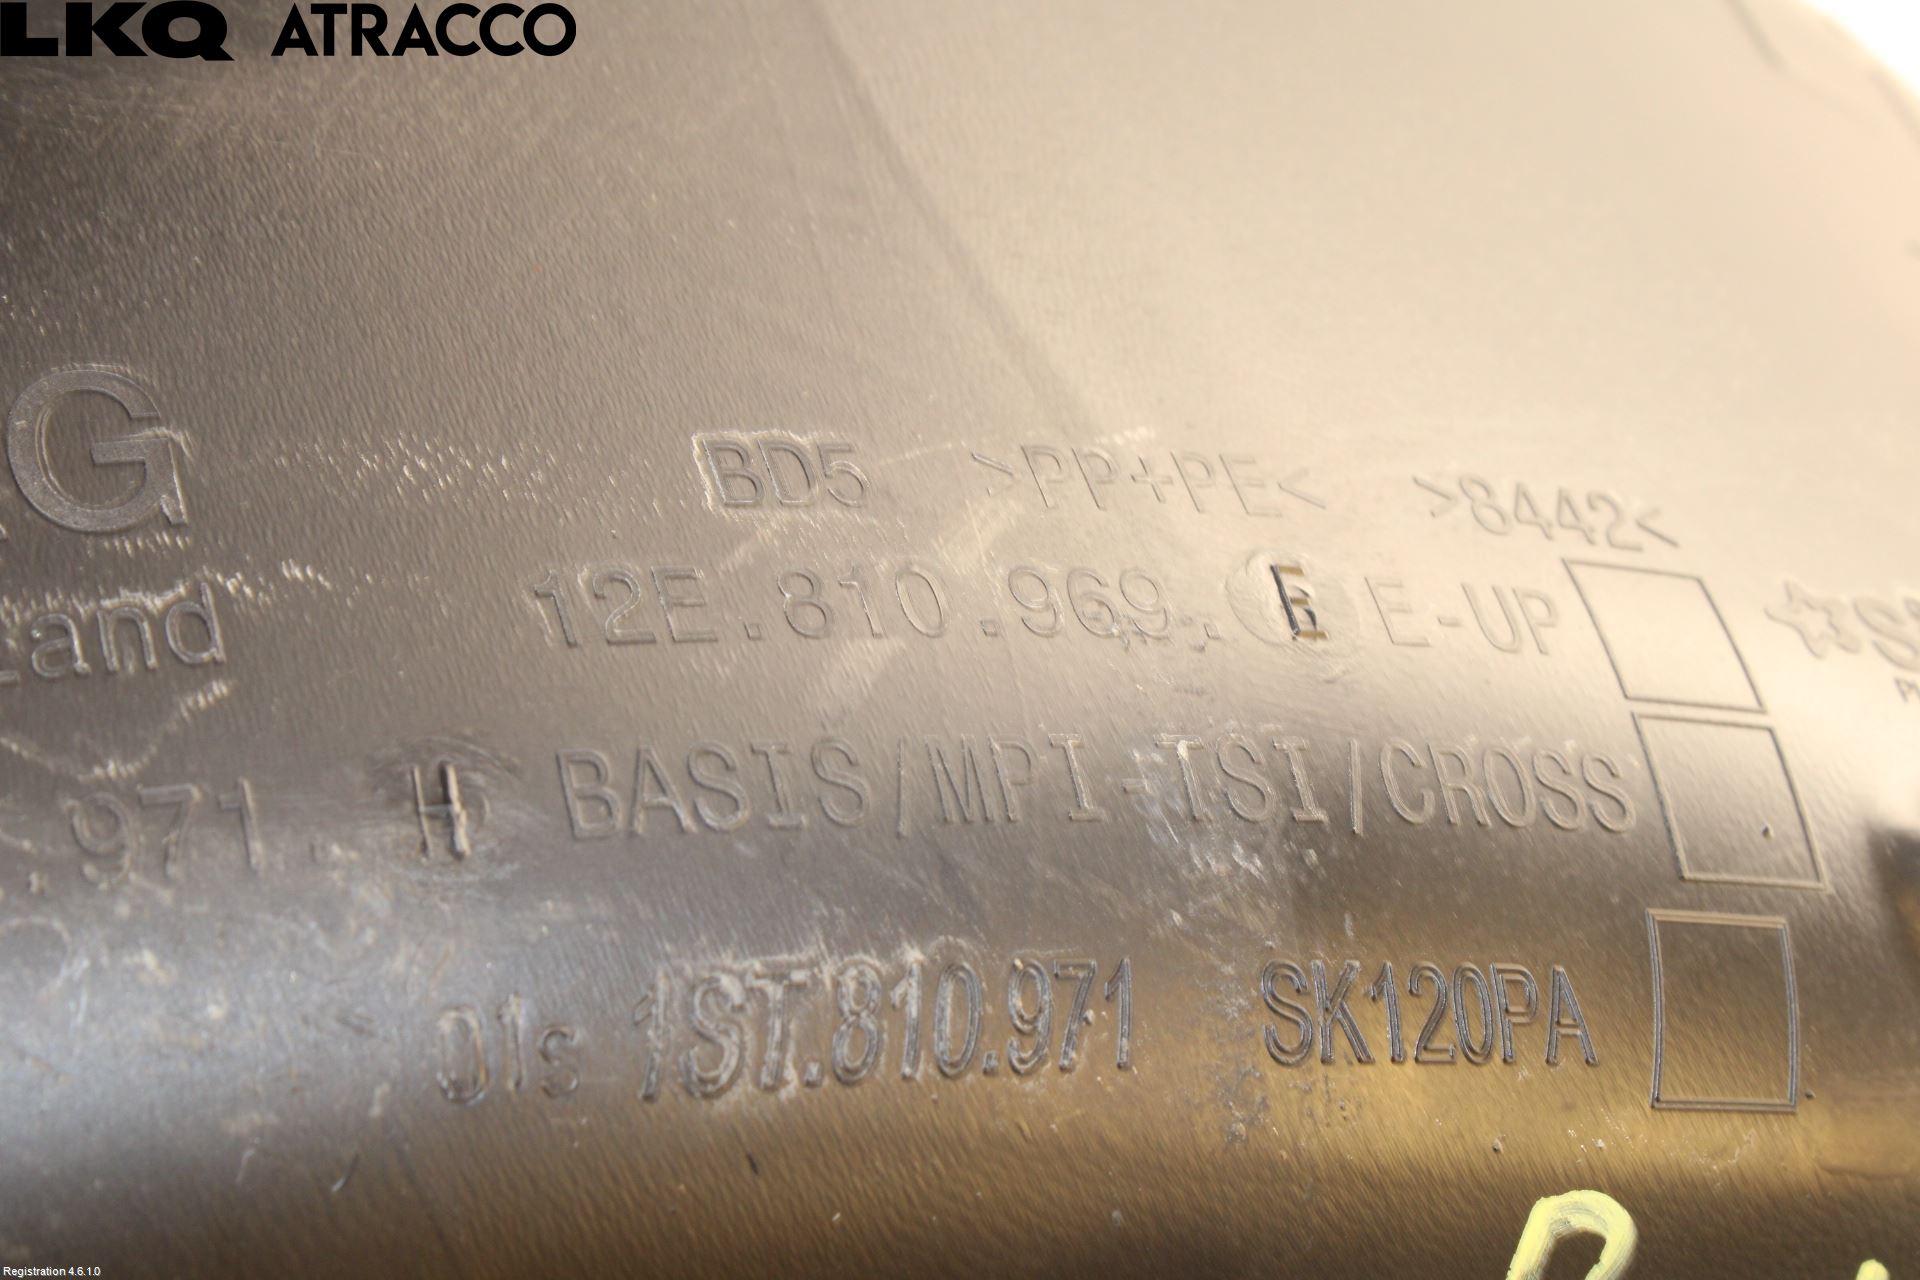 LKQ ATRACCO
G
BD5 >PP+PE< >8442<
12E.810.969. E-UP
and
.971. H BASIS/MPI-TSI/CROSS
01s 1ST.810.971 SK120PA
Registration 4.6.1.0